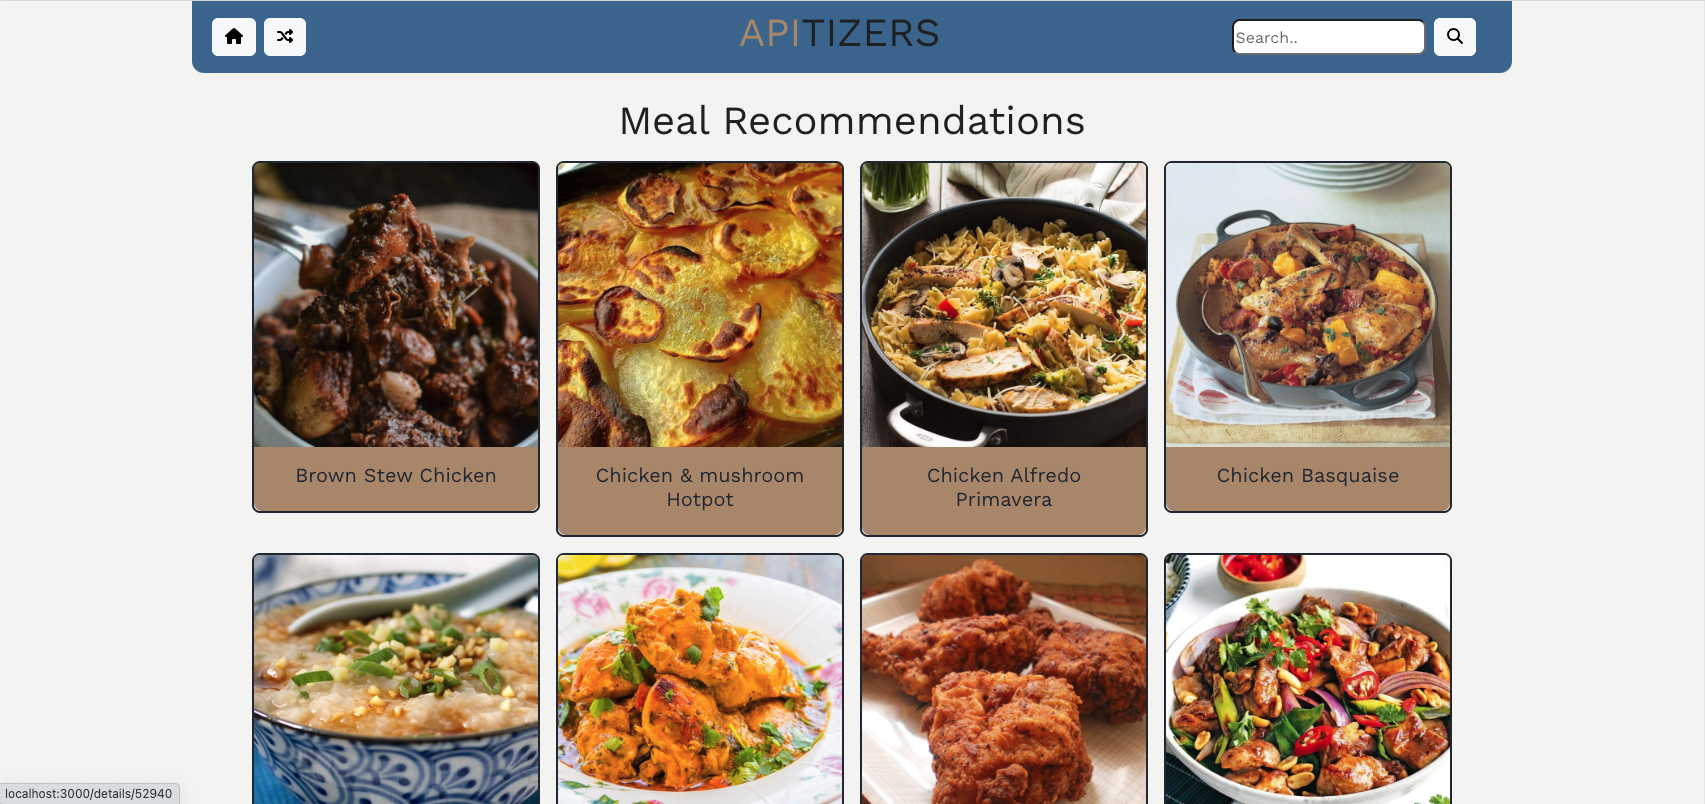 APITIZERS
Search..
Meal Recommendations
Brown Stew Chicken
Chicken & mushroom
Hotpot
Chicken Alfredo
Primavera
Chicken Basquaise
localhost:3000/details/52940